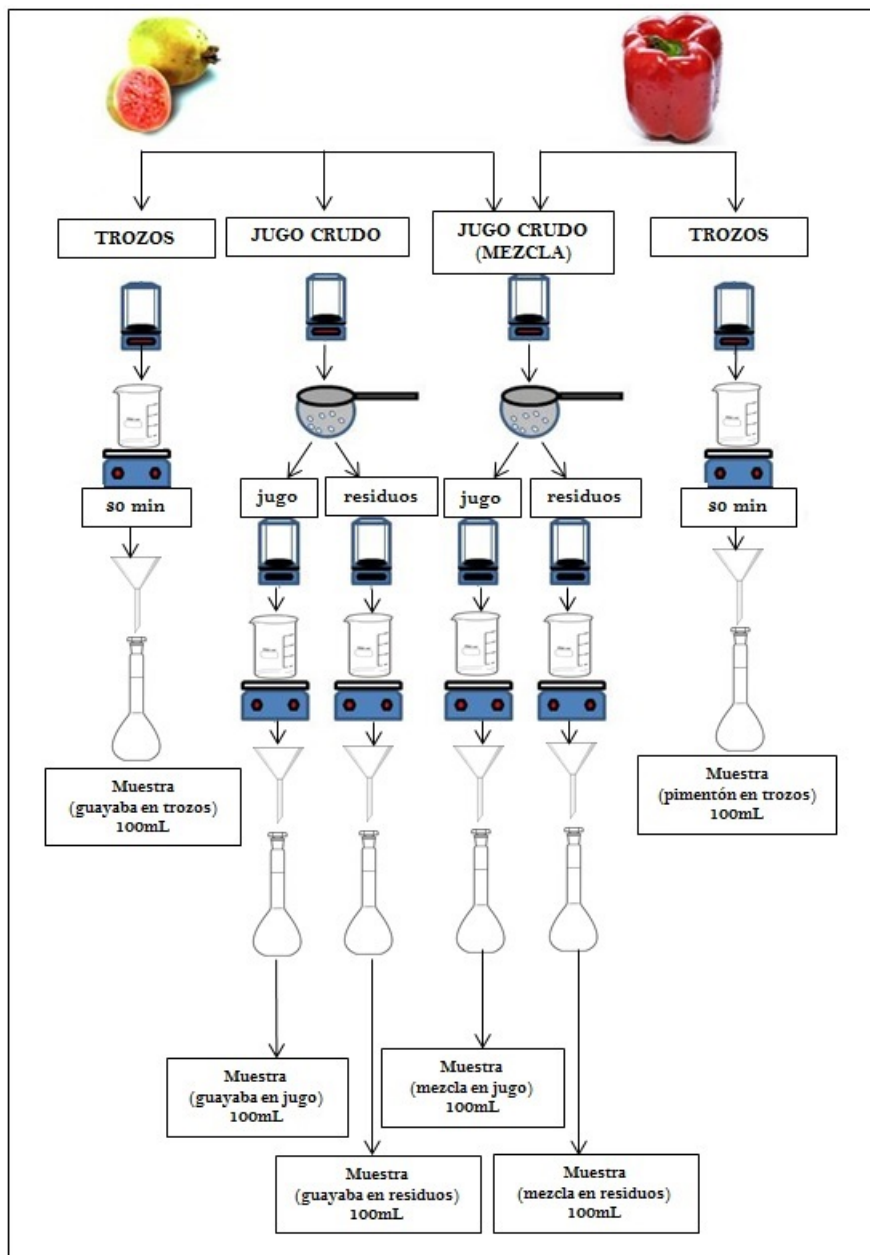 TROZOS
JUGO CRUDO
JUGO CRUDO
(MEZCLA)
TROZOS
30 min
jugo
residuos
jugo
residuos
30 min
Muestra
(guayaba en trozos)
100mL
Muestra
(pimentón en trozos)
100mL
Muestra
(guayaba en jugo)
100mL
Muestra
(mezcla en jugo)
100mL
Muestra
(guayaba en residuos)
100mL
Muestra
(mezcla en residuos)
100mL